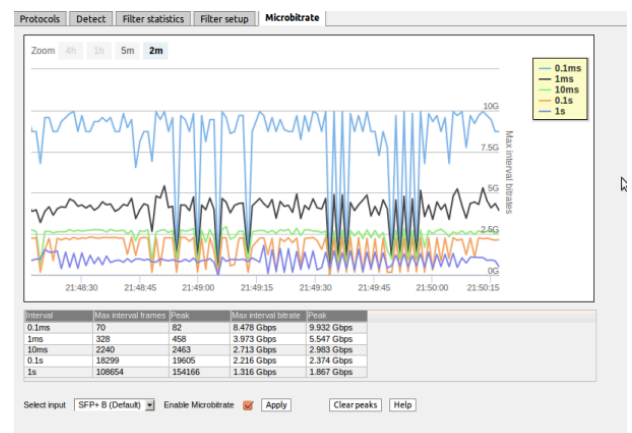 Protocols Detect Filter statistics Filter setup Microbitrate
Zoom 4h 1h 5m 2m
0.1ms
1ms
10ms
0.1s
1s
10G
7.5G
5G
2.5G
0G
Max interval bitrates
21:48:30 21:48:45 21:49:00 21:49:15 21:49:30 21:49:45 21:50:00 21:50:15
Interval Max interval frames Peak Max interval bitrate Peak
0.1ms 70 82 8.478 Gbps 9.932 Gbps
1ms 328 458 3.973 Gbps 5.547 Gbps
10ms 2240 2463 2.713 Gbps 2.983 Gbps
0.1s 18299 19605 2.216 Gbps 2.374 Gbps
1s 108654 154166 1.316 Gbps 1.867 Gbps
Select input SFP+ B (Default) Enable Microbitrate Apply Clear peaks Help